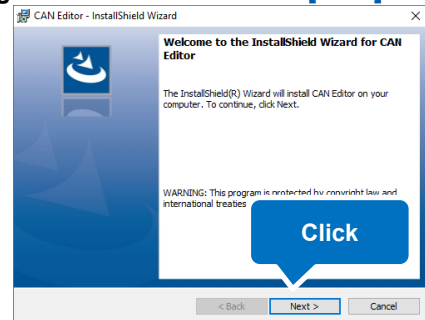 CAN Editor - InstallShield Wizard
Welcome to the InstallShield Wizard for CAN
Editor
The InstallShield(R) Wizard will install CAN Editor on your
computer. To continue, click Next.
WARNING: This program is protected by copyright law and
international treaties
Click
< Back Next > Cancel